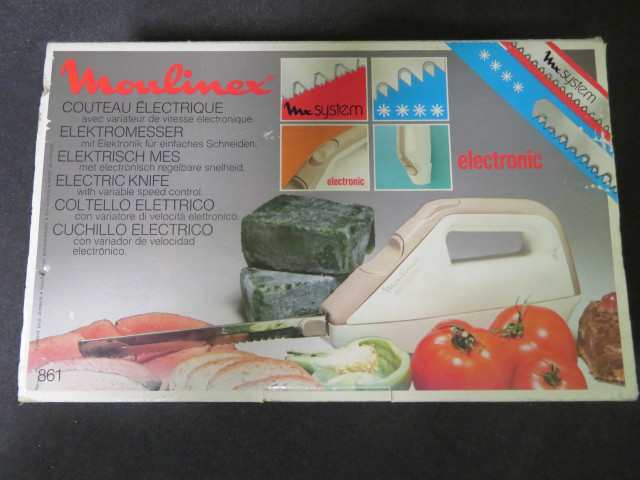 Moulinex®
COUTEAU ÉLECTRIQUE
avec variateur de vitesse électronique.
ELEKTROMESSER
mit Elektronik für einfaches Schneiden.
ELEKTRISCH MES
met electronisch regelbare snelheid.
ELECTRIC KNIFE
with variable speed control.
COLTELLO ELETTRICO
con variatore di velocità elettronico.
CUCHILLO ELECTRICO
con variador de velocidad
electrónico.
Mx system
electronic
electronic
Mx system
Moulinex
861